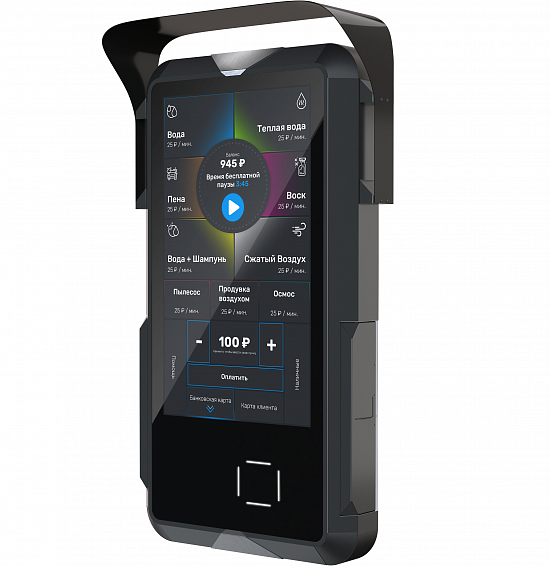 Вода
25 ₽ / мин.
Теплая вода
25 ₽ / мин.
Баланс
945 ₽
Время бесплатной
паузы 3:45
Пена
25 ₽ / мин.
Воск
25 ₽ / мин.
Вода + Шампунь
25 ₽ / мин.
Сжатый Воздух
25 ₽ / мин.
Пылесос
25 ₽ / мин.
Продувка
воздухом
25 ₽ / мин.
Осмос
25 ₽ / мин.
- 100 ₽ +
Оплатить
Помощь
Наличные
Банковская карта
Карта клиента